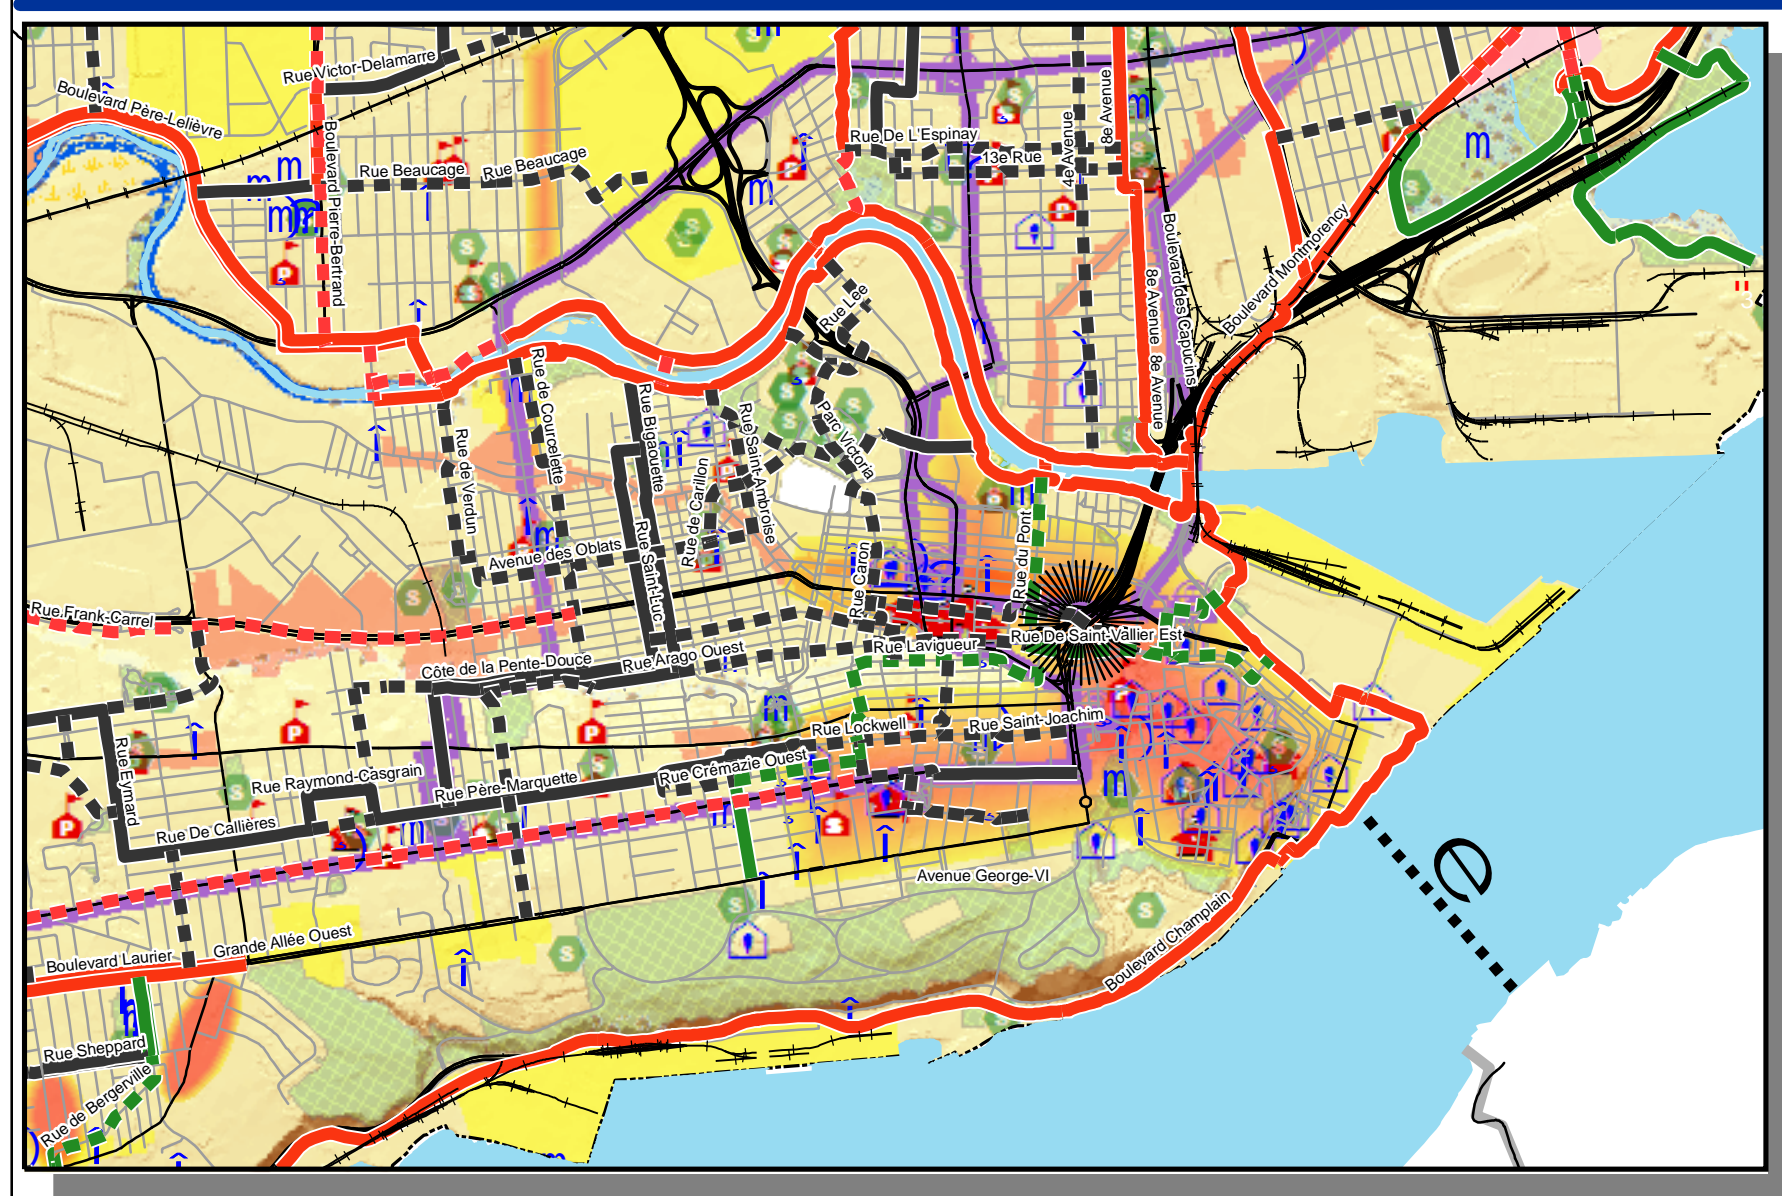 Rue Victor-Delamarre
Boulevard Père-Lelièvre
8e Avenue
Rue De L'Espinay
13e Rue
4e Avenue
Rue Beaucage
Rue Beaucage
Boulevard Pierre-Bertrand
Boulevard des Capucins
Boulevard Montmorency
8e Avenue
8e Avenue
Rue Lée
Rue de Courcelette
Rue Bigaouette
Rue Saint-Ambroise
Parc Victoria
Rue de Verdun
Rue de Carillon
Rue du Pont
Rue Saint-Luc
Avenue des Oblats
Rue Caron
Rue Frank-Carrel
Rue De Saint-Vallier Est
Rue Lavigueur
Rue Arago Ouest
Côte de la Pente-Douce
Rue Saint-Joachim
Rue Lockwell
Rue Crémazie Ouest
Rue Eymard
Rue Raymond-Casgrain
Rue Père-Marquette
Rue De Callières
Avenue George-VI
Boulevard Champlain
Grande Allée Ouest
Boulevard Laurier
Rue Sheppard
Rue de Bergerville
e